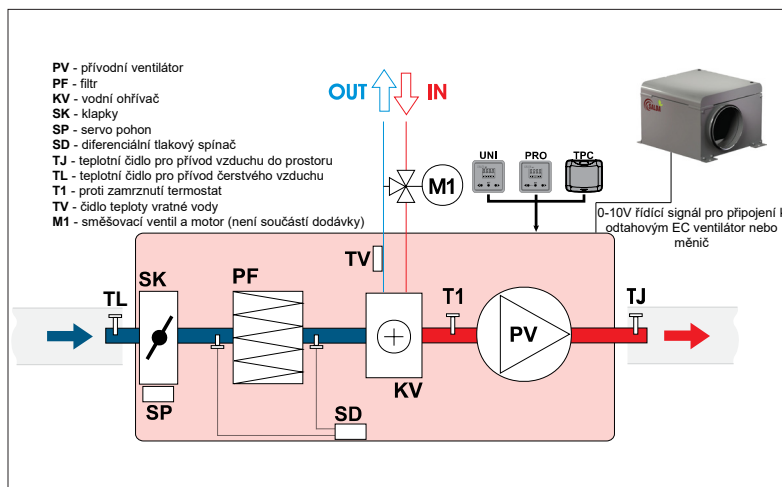 PV - přívodní ventilátor
PF - filtr
KV - vodní ohřívač
SK - klapky
SP - servo pohon
SD - diferenciální tlakový spínač
TJ - teplotní čidlo pro přívod vzduchu do prostoru
TL - teplotní čidlo pro přívod čerstvého vzduchu
T1 - proti zamrznutí termostat
TV - čidlo teploty vratné vody
M1 - směšovací ventil a motor (není součástí dodávky)
OUT
IN
M1
UNI
PRO
TPC
SALDA
0-10V řídící signál pro připojení k
odtahovým EC ventilátor nebo
měnič
TV
SK
PF
TL
T1
TJ
PV
KV
SP
SD